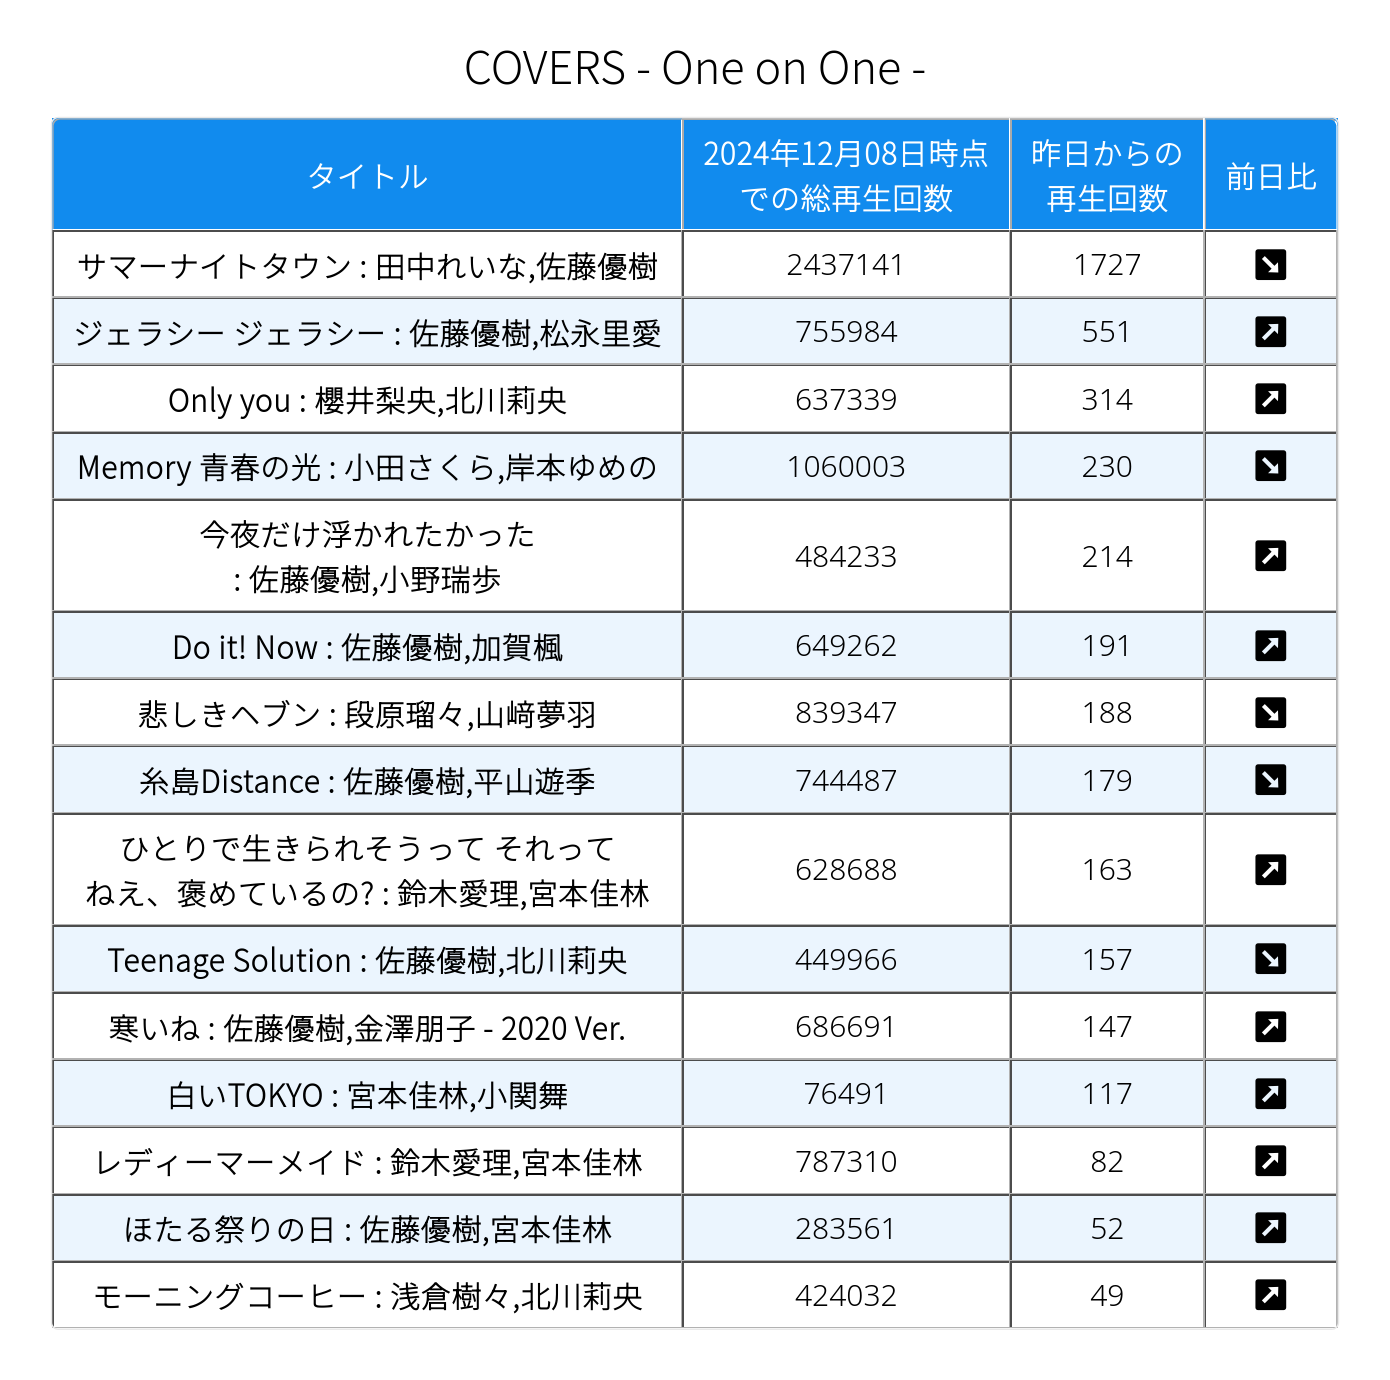 COVERS - One on One -
タイトル
2024年12月08日時点
での総再生回数
昨日からの
再生回数
前日比
サマーナイトタウン : 田中れいな,佐藤優樹 2437141 1727
ジェラシー ジェラシー : 佐藤優樹,松永里愛 755984 551
Only you : 櫻井梨央,北川莉央 637339 314
Memory 青春の光 : 小田さくら,岸本ゆめの 1060003 230
今夜だけ浮かれたかった
: 佐藤優樹,小野瑞歩 484233 214
Do it! Now : 佐藤優樹,加賀楓 649262 191
悲しきヘブン : 段原瑠々,山﨑夢羽 839347 188
糸島Distance : 佐藤優樹,平山遊季 744487 179
ひとりで生きられそうって それって
ねえ、褒めているの? : 鈴木愛理,宮本佳林 628688 163
Teenage Solution : 佐藤優樹,北川莉央 449966 157
寒いね : 佐藤優樹,金澤朋子 - 2020 Ver. 686691 147
白いTOKYO : 宮本佳林,小関舞 76491 117
レディーマーメイド : 鈴木愛理,宮本佳林 787310 82
ほたる祭りの日 : 佐藤優樹,宮本佳林 283561 52
モーニングコーヒー : 浅倉樹々,北川莉央 424032 49